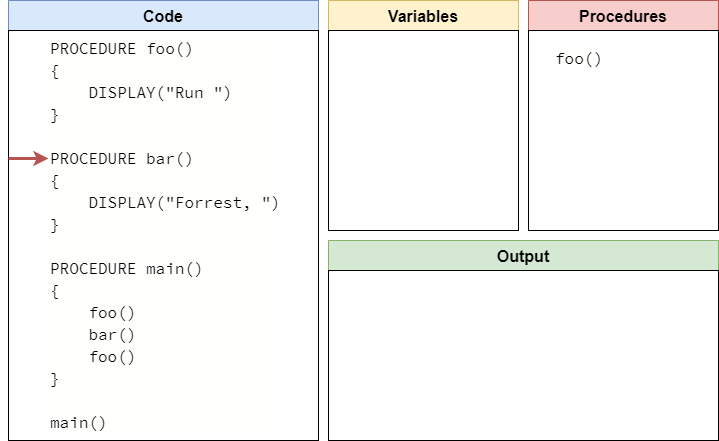 Code
PROCEDURE foo()
{
    DISPLAY("Run ")
}
PROCEDURE bar()
{
    DISPLAY("Forrest, ")
}
PROCEDURE main()
{
    foo()
    bar()
    foo()
}
main()
Variables
Procedures
foo()
Output